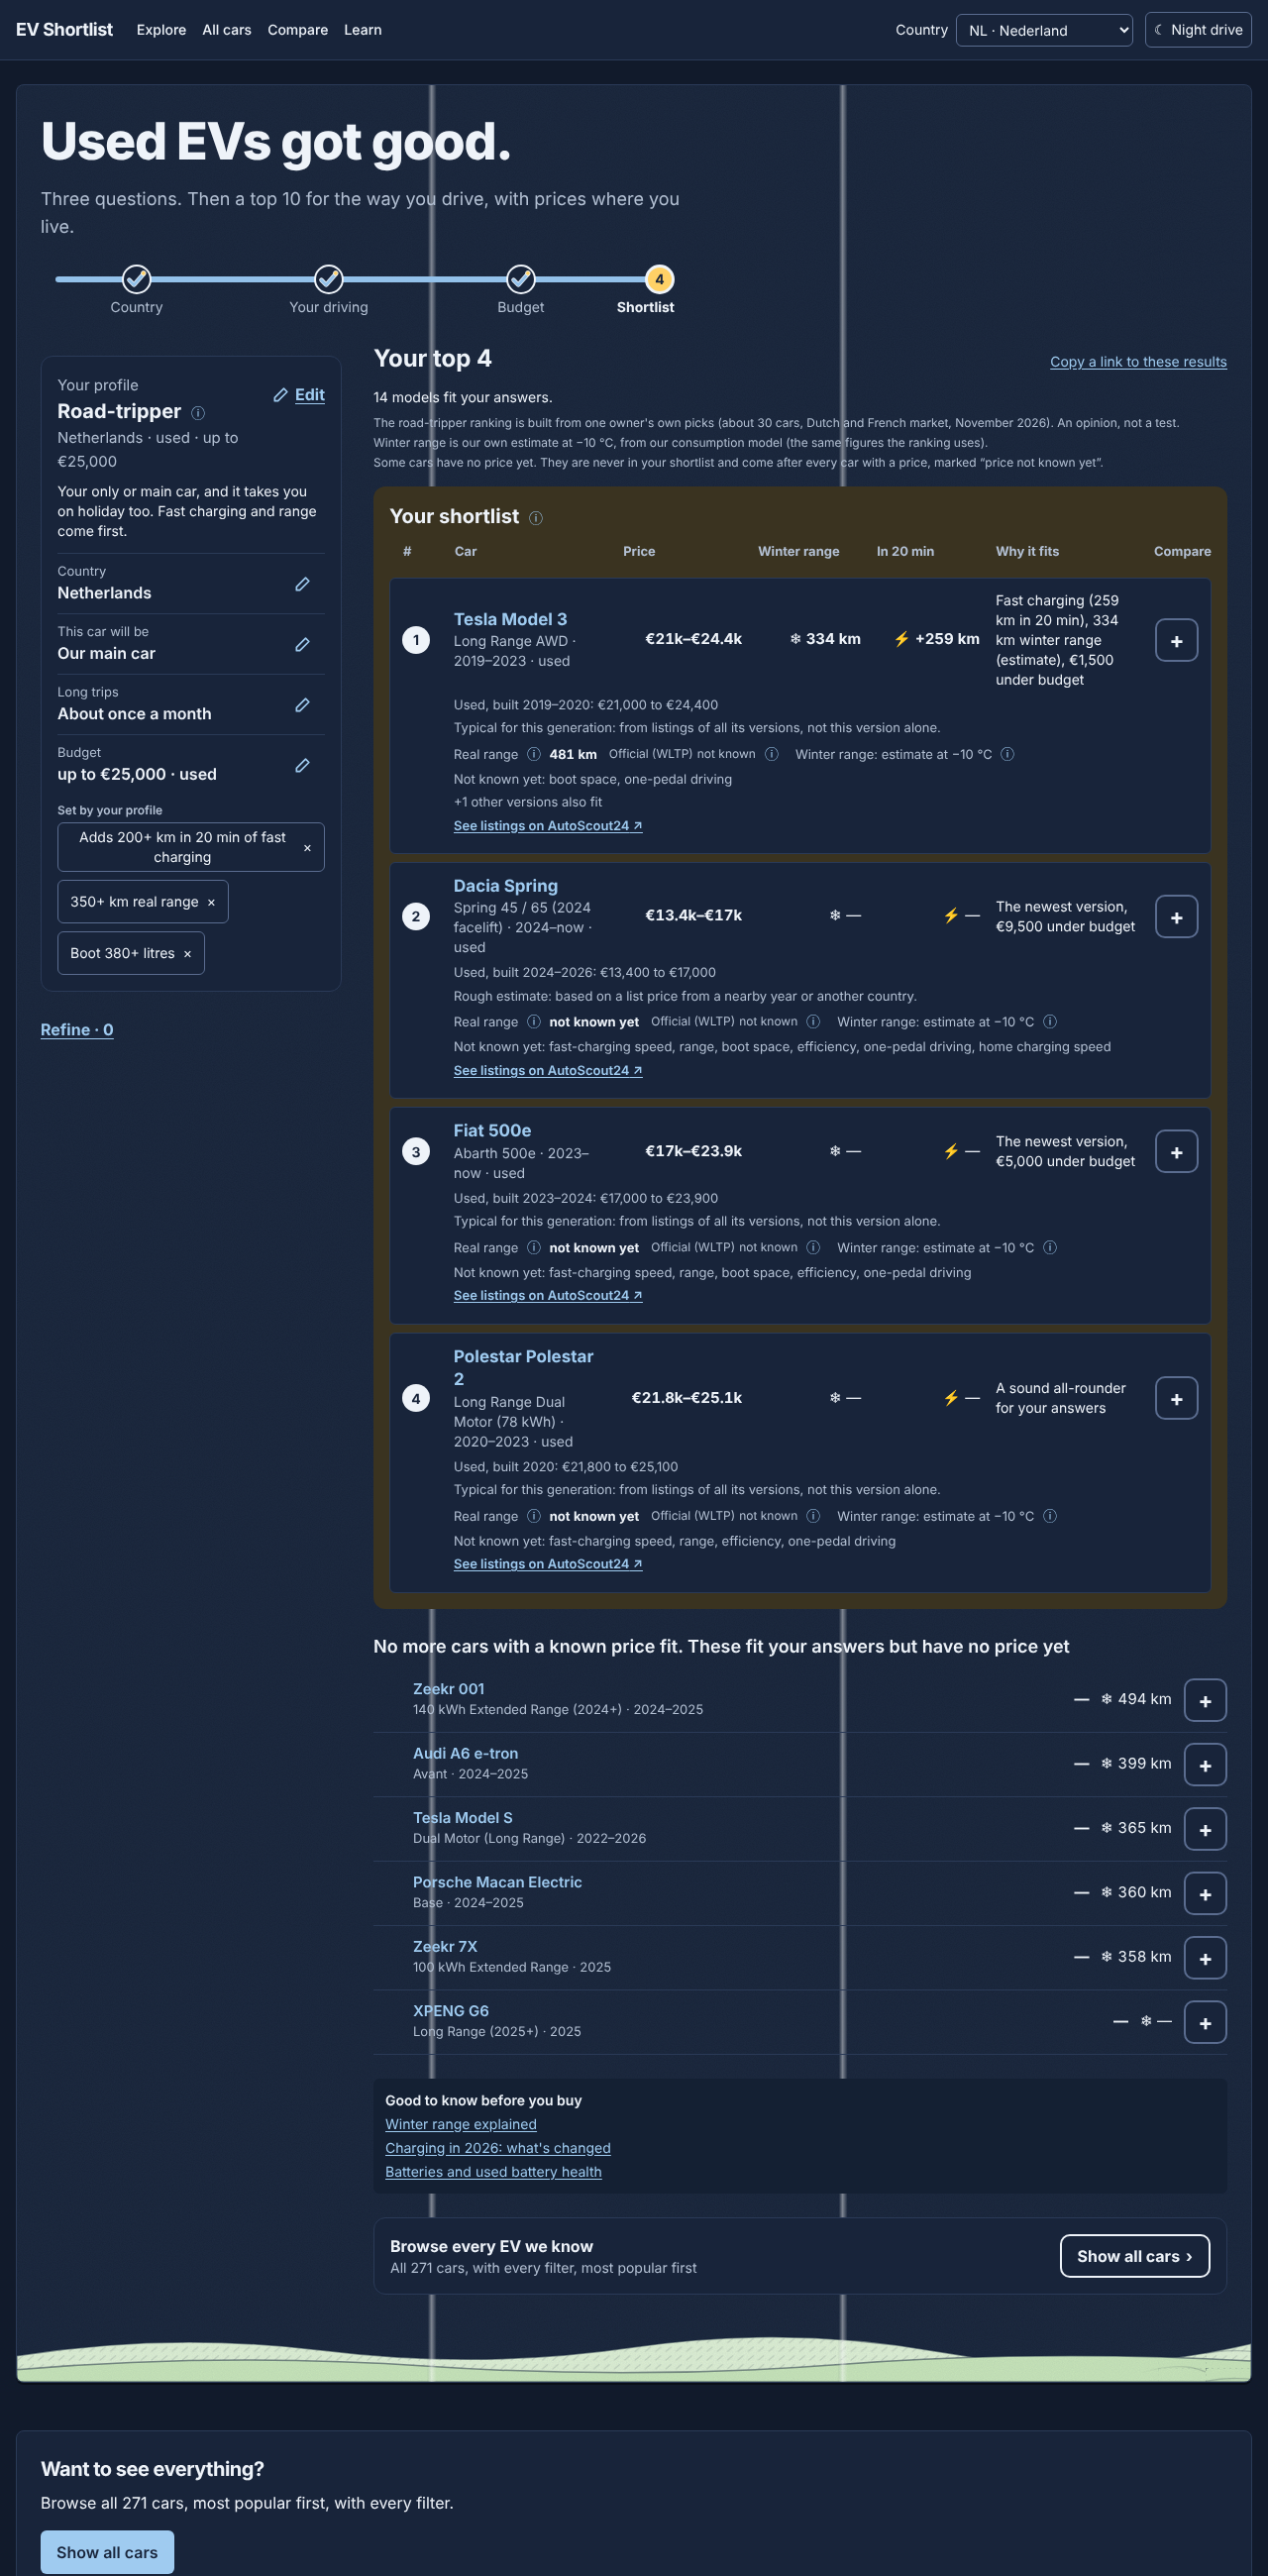 EV Shortlist Explore All cars Compare Learn Country NL · Nederland ☾ Night drive
Used EVs got good.
Three questions. Then a top 10 for the way you drive, with prices where you
live.
4
Country Your driving Budget Shortlist
Your profile
Edit
Road-tripper ⓘ
Netherlands · used · up to
€25,000
Your only or main car, and it takes you
on holiday too. Fast charging and range
come first.
Country
Netherlands
This car will be
Our main car
Long trips
About once a month
Budget
up to €25,000 · used
Set by your profile
Adds 200+ km in 20 min of fast
charging ×
350+ km real range ×
Boot 380+ litres ×
Refine · 0
Your top 4
Copy a link to these results
14 models fit your answers.
The road-tripper ranking is built from one owner's own picks (about 30 cars, Dutch and French market, November 2026). An opinion, not a test.
Winter range is our own estimate at −10 °C, from our consumption model (the same figures the ranking uses).
Some cars have no price yet. They are never in your shortlist and come after every car with a price, marked “price not known yet”.
Your shortlist ⓘ
# Car Price Winter range In 20 min Why it fits Compare
1
Tesla Model 3
Long Range AWD ·
2019–2023 · used
€21k–€24.4k
❄ 334 km
⚡ +259 km
Fast charging (259
km in 20 min), 334
km winter range
(estimate), €1,500
under budget
+
Used, built 2019–2020: €21,000 to €24,400
Typical for this generation: from listings of all its versions, not this version alone.
Real range ⓘ 481 km Official (WLTP) not known ⓘ Winter range: estimate at −10 °C ⓘ
Not known yet: boot space, one-pedal driving
+1 other versions also fit
See listings on AutoScout24 ↗
2
Dacia Spring
Spring 45 / 65 (2024
facelift) · 2024–now ·
used
€13.4k–€17k
❄ —
⚡ —
The newest version,
€9,500 under budget
+
Used, built 2024–2026: €13,400 to €17,000
Rough estimate: based on a list price from a nearby year or another country.
Real range ⓘ not known yet Official (WLTP) not known ⓘ Winter range: estimate at −10 °C ⓘ
Not known yet: fast-charging speed, range, boot space, efficiency, one-pedal driving, home charging speed
See listings on AutoScout24 ↗
3
Fiat 500e
Abarth 500e · 2023–
now · used
€17k–€23.9k
❄ —
⚡ —
The newest version,
€5,000 under budget
+
Used, built 2023–2024: €17,000 to €23,900
Typical for this generation: from listings of all its versions, not this version alone.
Real range ⓘ not known yet Official (WLTP) not known ⓘ Winter range: estimate at −10 °C ⓘ
Not known yet: fast-charging speed, range, boot space, efficiency, one-pedal driving
See listings on AutoScout24 ↗
4
Polestar Polestar
2
Long Range Dual
Motor (78 kWh) ·
2020–2023 · used
€21.8k–€25.1k
❄ —
⚡ —
A sound all-rounder
for your answers
+
Used, built 2020: €21,800 to €25,100
Typical for this generation: from listings of all its versions, not this version alone.
Real range ⓘ not known yet Official (WLTP) not known ⓘ Winter range: estimate at −10 °C ⓘ
Not known yet: fast-charging speed, range, efficiency, one-pedal driving
See listings on AutoScout24 ↗
No more cars with a known price fit. These fit your answers but have no price yet
Zeekr 001
140 kWh Extended Range (2024+) · 2024–2025
— ❄ 494 km +
Audi A6 e-tron
Avant · 2024–2025
— ❄ 399 km +
Tesla Model S
Dual Motor (Long Range) · 2022–2026
— ❄ 365 km +
Porsche Macan Electric
Base · 2024–2025
— ❄ 360 km +
Zeekr 7X
100 kWh Extended Range · 2025
— ❄ 358 km +
XPENG G6
Long Range (2025+) · 2025
— ❄ — +
Good to know before you buy
Winter range explained
Charging in 2026: what's changed
Batteries and used battery health
Browse every EV we know
All 271 cars, with every filter, most popular first
Show all cars ›
Want to see everything?
Browse all 271 cars, most popular first, with every filter.
Show all cars